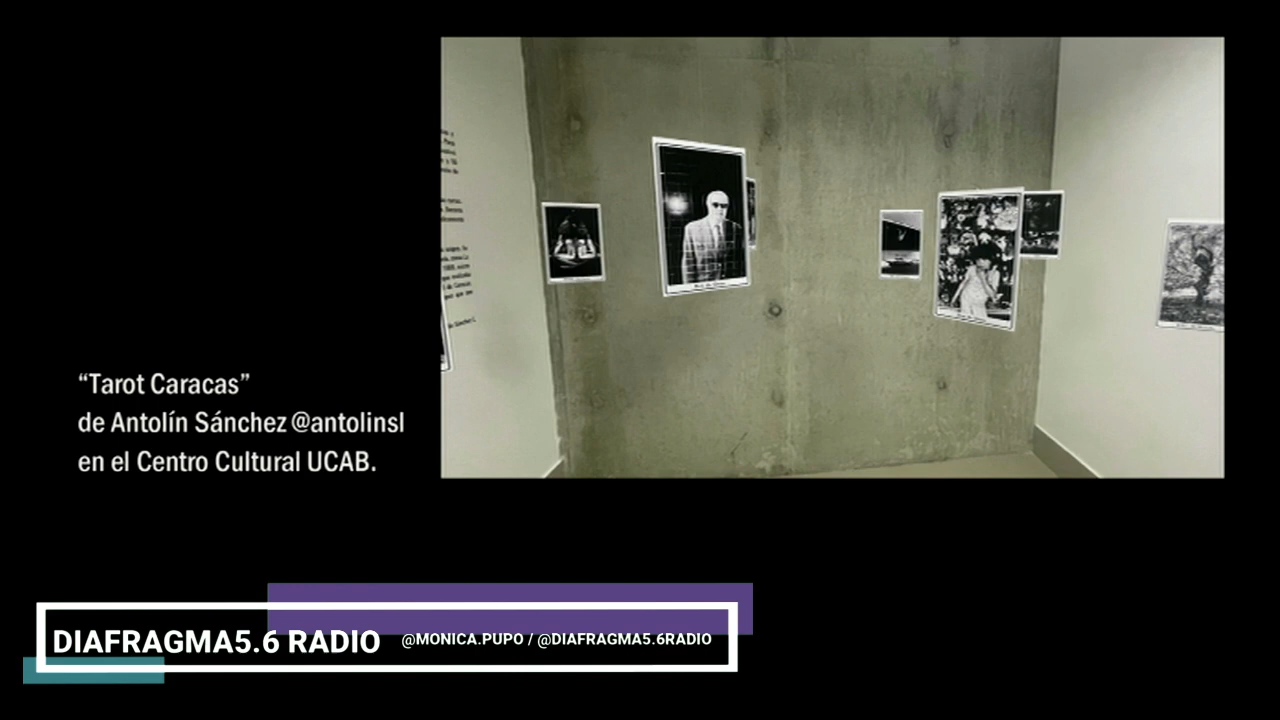 “Tarot Caracas”
de Antolín Sánchez @antolinsl
en el Centro Cultural UCAB.
DIAFRAGMA5.6 RADIO @MONICA.PUPO / @DIAFRAGMA5.6RADIO